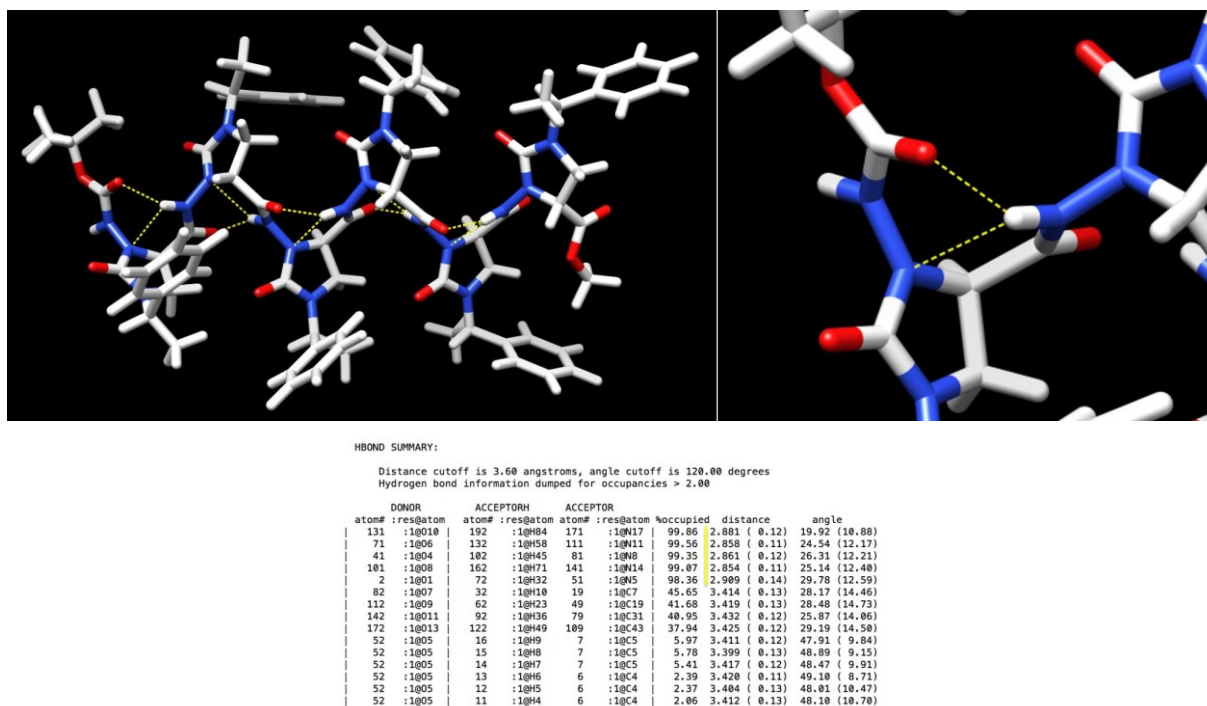 HBOND SUMMARY:
Distance cutoff is 3.60 angstroms, angle cutoff is 120.00 degrees
Hydrogen bond information dumped for occupancies > 2.00
DONOR ACCEPTORH ACCEPTOR
atom# :res@atom atom# :res@atom atom# :res@atom %occupied distance angle
| 131 :1@O10 | 192 :1@H84 171 :1@N17 | 99.86 2.881 ( 0.12) 19.92 (10.88)
| 71 :1@O6 | 132 :1@H58 111 :1@N11 | 99.56 2.858 ( 0.11) 24.54 (12.17)
| 41 :1@O4 | 102 :1@H45 81 :1@N8 | 99.35 2.861 ( 0.12) 26.31 (12.21)
| 101 :1@O8 | 162 :1@H71 141 :1@N14 | 99.07 2.854 ( 0.11) 25.14 (12.40)
| 2 :1@O1 | 72 :1@H32 51 :1@N5 | 98.36 2.909 ( 0.14) 29.78 (12.59)
| 82 :1@O7 | 32 :1@H10 19 :1@C7 | 45.65 3.414 ( 0.13) 28.17 (14.46)
| 112 :1@O9 | 62 :1@H23 49 :1@C19 | 41.68 3.419 ( 0.13) 28.48 (14.73)
| 142 :1@O11 | 92 :1@H36 79 :1@C31 | 40.95 3.432 ( 0.12) 25.87 (14.06)
| 172 :1@O13 | 122 :1@H49 109 :1@C43 | 37.94 3.425 ( 0.12) 29.19 (14.50)
| 52 :1@O5 | 16 :1@H9 7 :1@C5 | 5.97 3.411 ( 0.12) 47.91 ( 9.84)
| 52 :1@O5 | 15 :1@H8 7 :1@C5 | 5.78 3.399 ( 0.13) 48.89 ( 9.15)
| 52 :1@O5 | 14 :1@H7 7 :1@C5 | 5.41 3.417 ( 0.12) 48.47 ( 9.91)
| 52 :1@O5 | 13 :1@H6 6 :1@C4 | 2.39 3.420 ( 0.11) 49.10 ( 8.71)
| 52 :1@O5 | 12 :1@H5 6 :1@C4 | 2.37 3.404 ( 0.13) 48.01 (10.47)
| 52 :1@O5 | 11 :1@H4 6 :1@C4 | 2.06 3.412 ( 0.13) 48.10 (10.70)